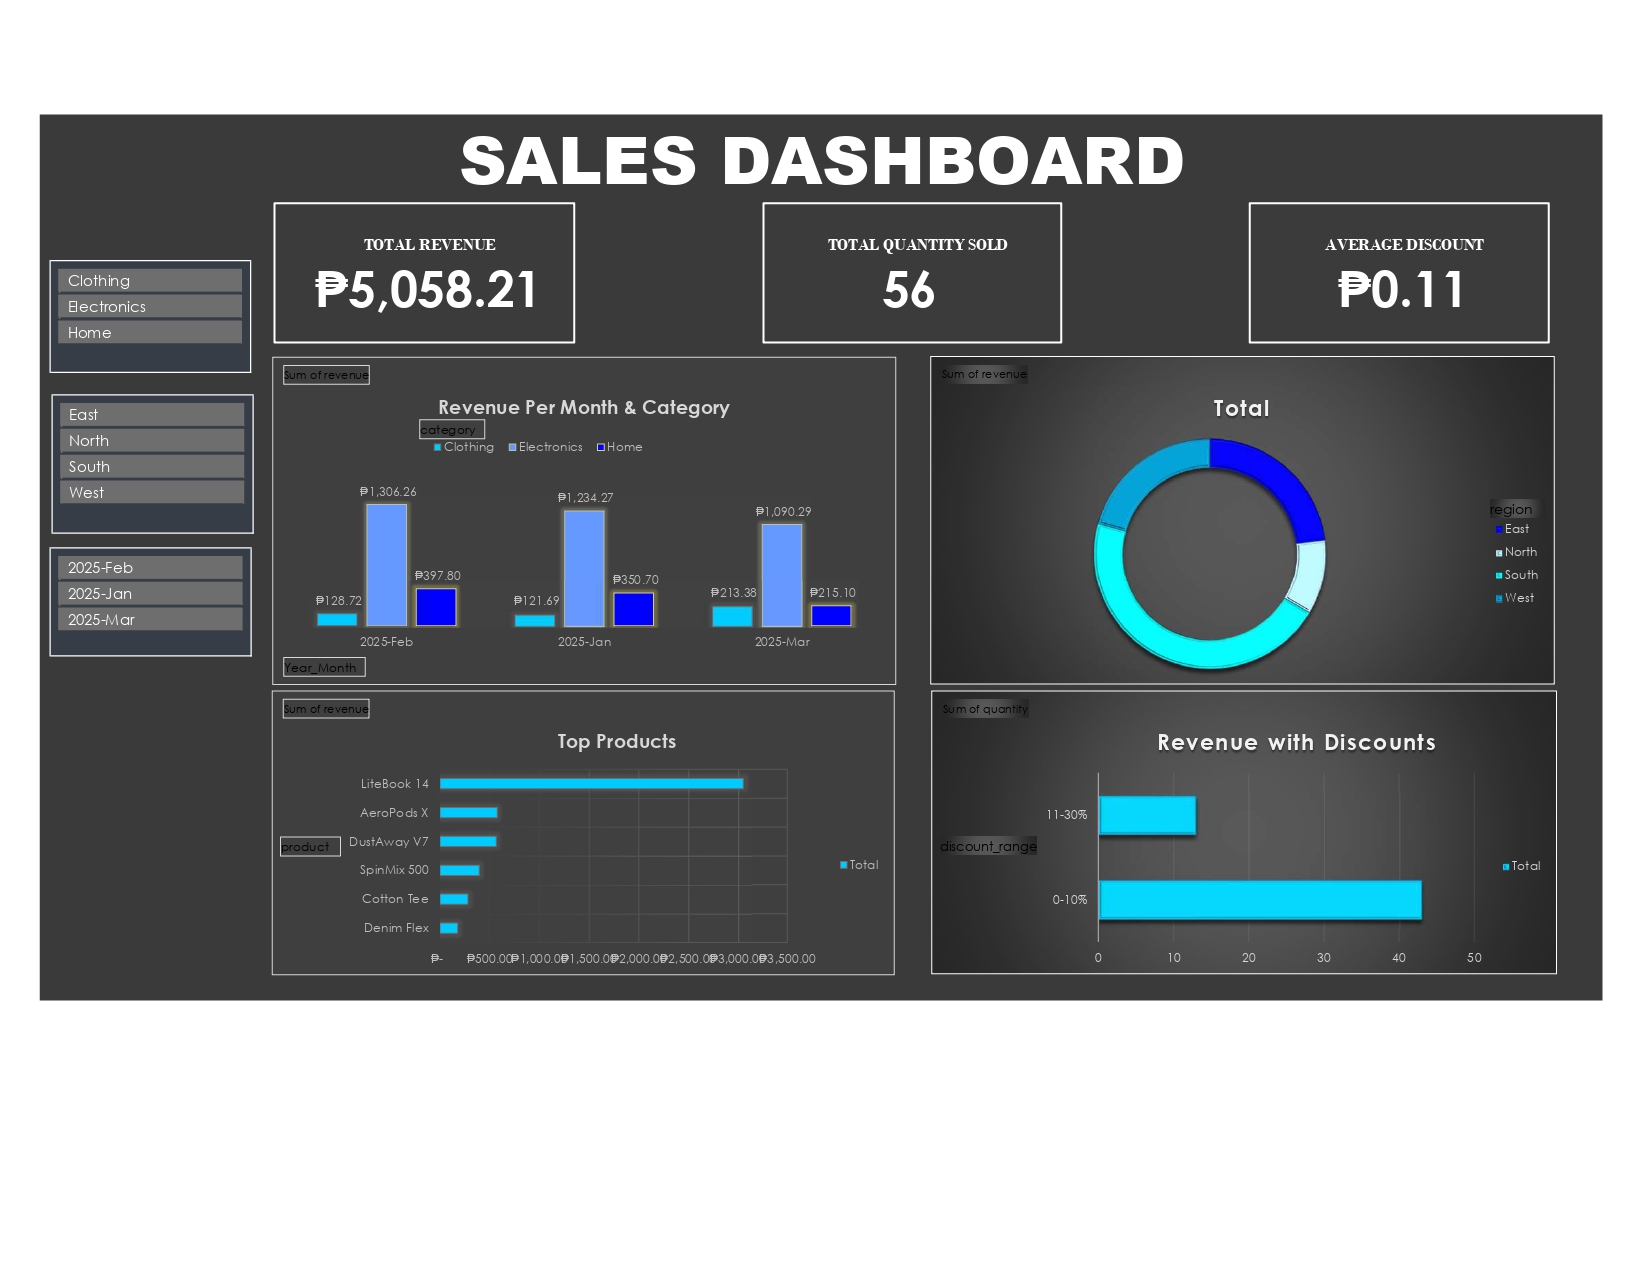 SALES DASHBOARD
TOTAL REVENUE
₱5,058.21
TOTAL QUANTITY SOLD
56
AVERAGE DISCOUNT
₱0.11
Clothing
Electronics
Home
East
North
South
West
2025-Feb
2025-Jan
2025-Mar
Sum of revenue
Revenue Per Month & Category
category
Clothing Electronics Home
₱1,306.26
₱1,234.27
₱1,090.29
₱397.80
₱350.70
₱128.72
₱121.69
₱213.38
₱215.10
2025-Feb 2025-Jan 2025-Mar
Year_Month
Sum of revenue
Total
region
East
North
South
West
Sum of revenue
Top Products
product
LiteBook 14
AeroPods X
DustAway V7
SpinMix 500
Cotton Tee
Denim Flex
Total
₱- ₱500.00 ₱1,000.00 ₱1,500.00 ₱2,000.00 ₱2,500.00 ₱3,000.00 ₱3,500.00
Sum of quantity
Revenue with Discounts
discount_range
11-30%
0-10%
Total
0 10 20 30 40 50